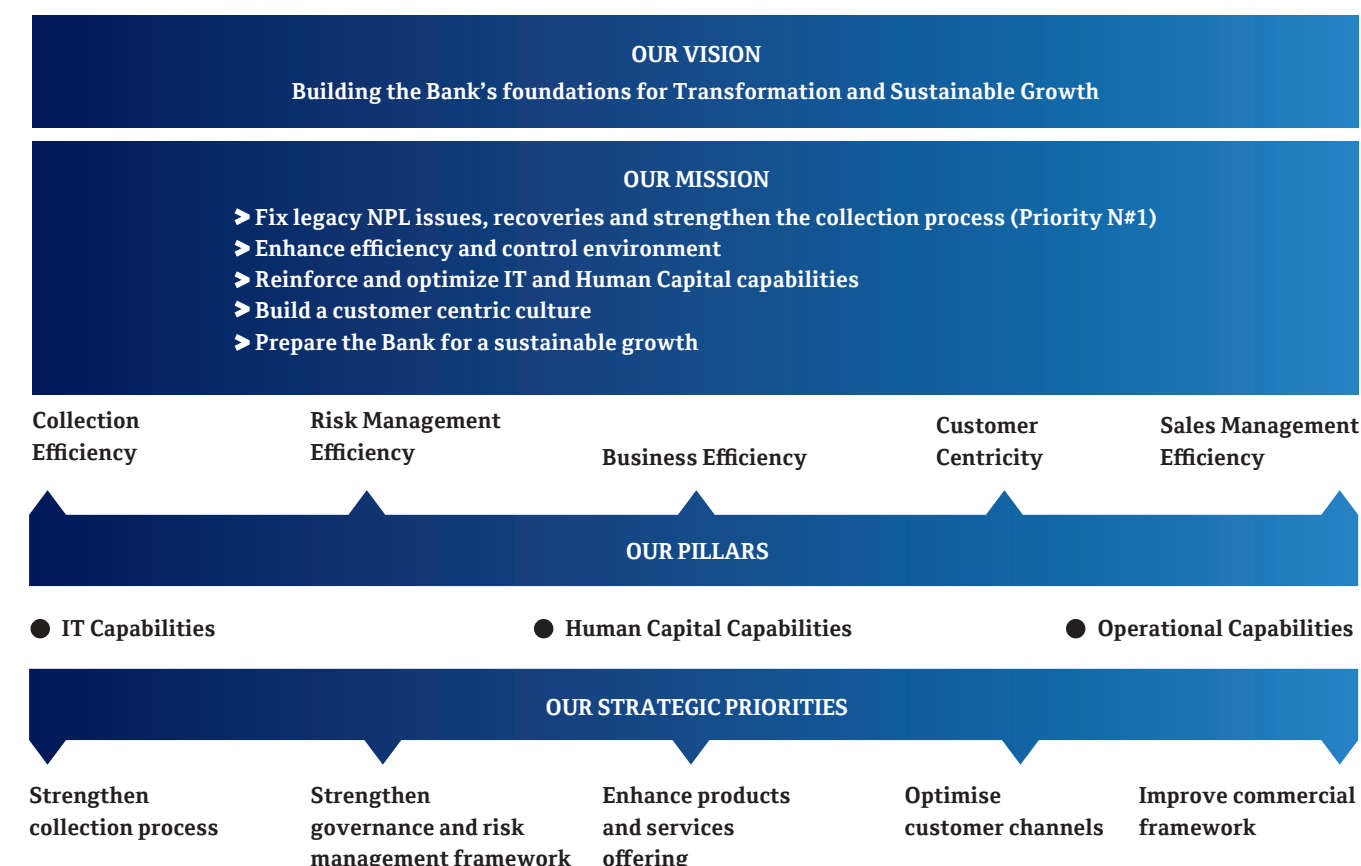 OUR VISION
Building the Bank’s foundations for Transformation and Sustainable Growth
OUR MISSION
> Fix legacy NPL issues, recoveries and strengthen the collection process (Priority N#1)
> Enhance efficiency and control environment
> Reinforce and optimize IT and Human Capital capabilities
> Build a customer centric culture
> Prepare the Bank for a sustainable growth
Collection
Efficiency
Risk Management
Efficiency
Business Efficiency
Customer
Centricity
Sales Management
Efficiency
OUR PILLARS
● IT Capabilities
● Human Capital Capabilities
● Operational Capabilities
OUR STRATEGIC PRIORITIES
Strengthen
collection process
Strengthen
governance and risk
management framework
Enhance products
and services
offering
Optimise
customer channels
Improve commercial
framework